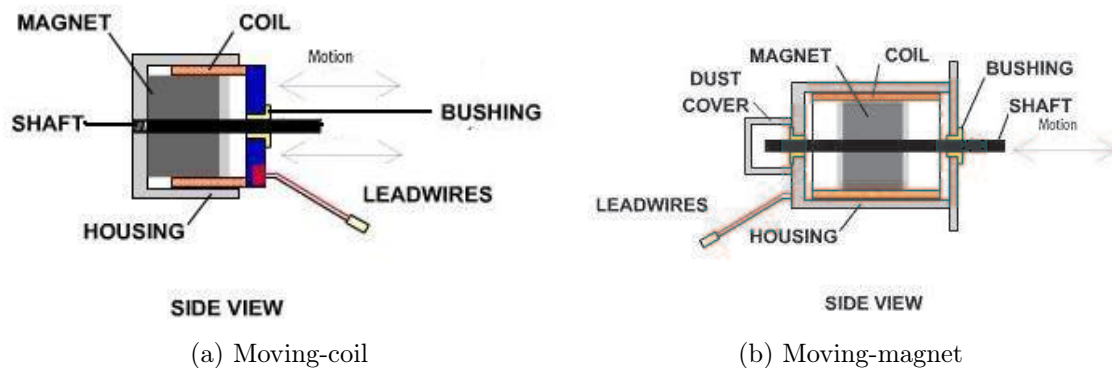 MAGNET
COIL
Motion
BUSHING
SHAFT
LEADWIRES
HOUSING
SIDE VIEW
(a) Moving-coil
MAGNET
COIL
DUST
COVER
BUSHING
SHAFT
Motion
LEADWIRES
HOUSING
SIDE VIEW
(b) Moving-magnet